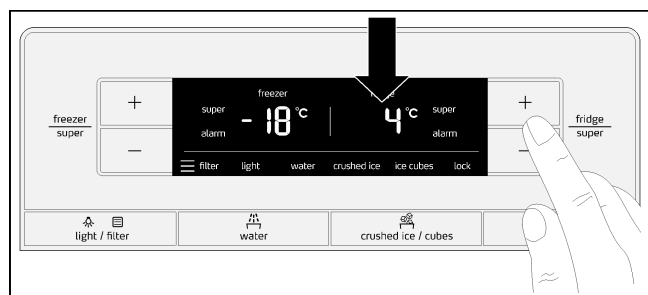 freezer
super
+
−
freezer
super
alarm
- 18 °C
4 °C
super
alarm
filter light water crushed ice ice cubes lock
+
fridge
super
light / filter
water
crushed ice / cubes